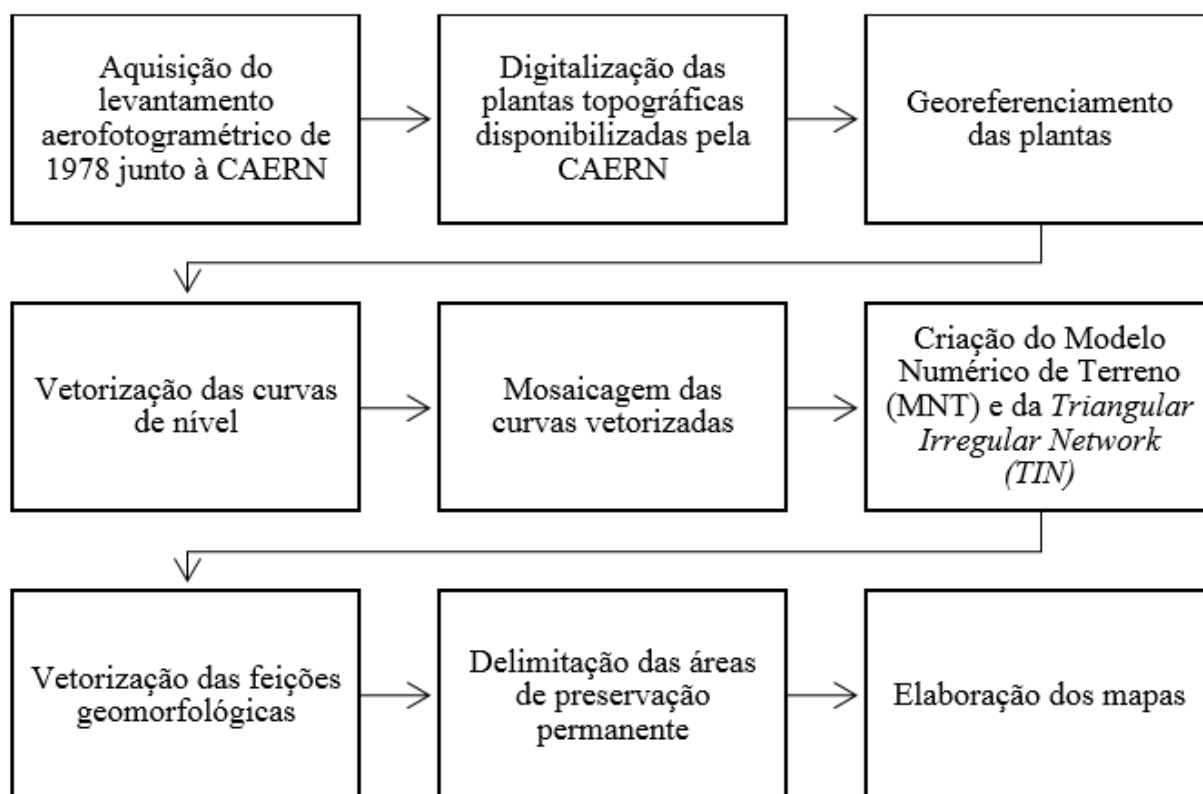 Aquisição do
levantamento
aerofotogramétrico de
1978 junto à CAERN
Digitalização das
plantas topográficas
disponibilizadas pela
CAERN
Georeferenciamento
das plantas
Vetorização das curvas
de nível
Mosaicagem das
curvas vetorizadas
Criação do Modelo
Numérico de Terreno
(MNT) e da Triangular
Irregular Network
(TIN)
Vetorização das feições
geomorfológicas
Delimitação das áreas
de preservação
permanente
Elaboração dos mapas